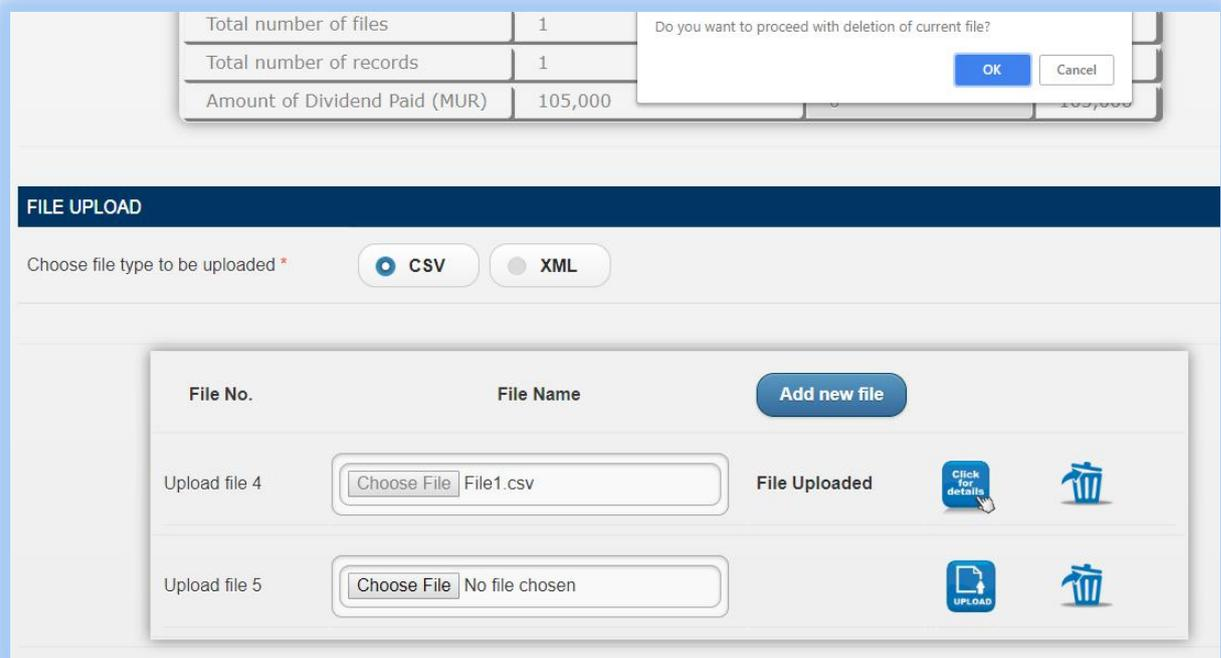 Total number of files 1
Do you want to proceed with deletion of current file?
Total number of records 1
OK Cancel
Amount of Dividend Paid (MUR) 105,000 105,000
FILE UPLOAD
Choose file type to be uploaded * CSV XML
File No. File Name Add new file
Upload file 4 Choose File File1.csv File Uploaded Click for details
Upload file 5 Choose File No file chosen UPLOAD